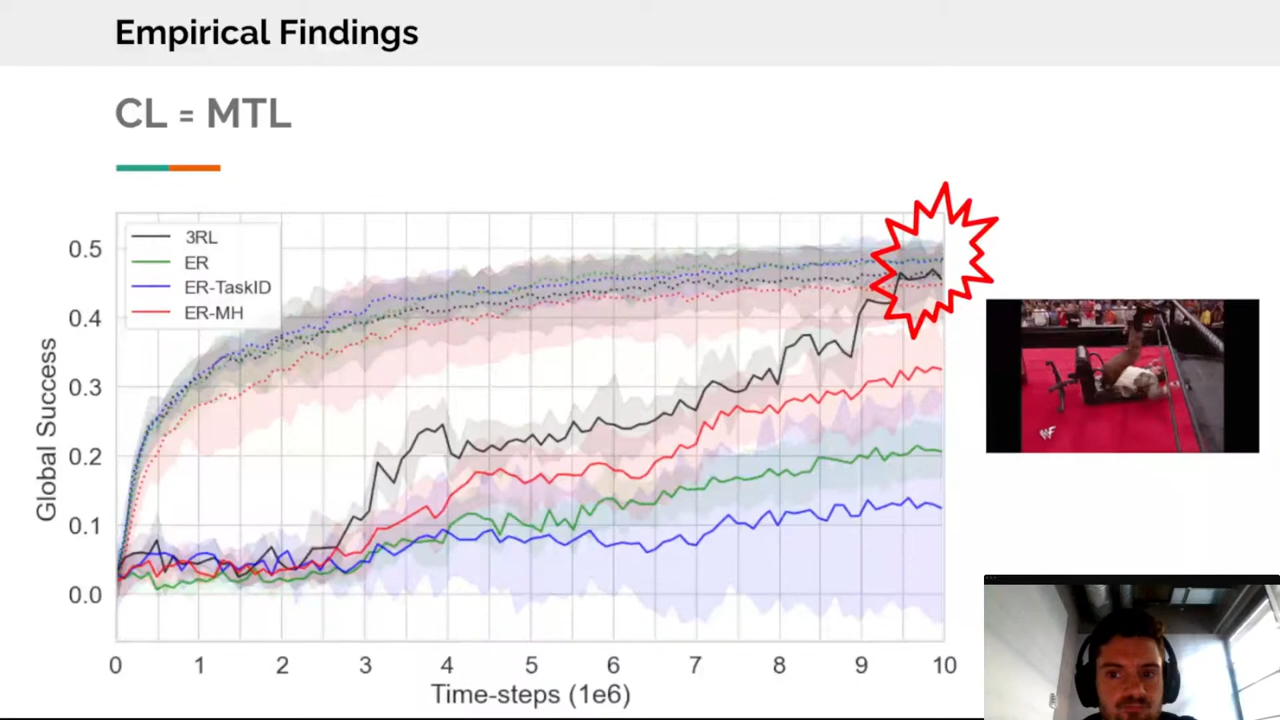 Empirical Findings
CL = MTL
3RL
ER
ER-TaskID
ER-MH
Global Success
0.5
0.4
0.3
0.2
0.1
0.0
0 1 2 3 4 5 6 7 8 9 10
Time-steps (1e6)